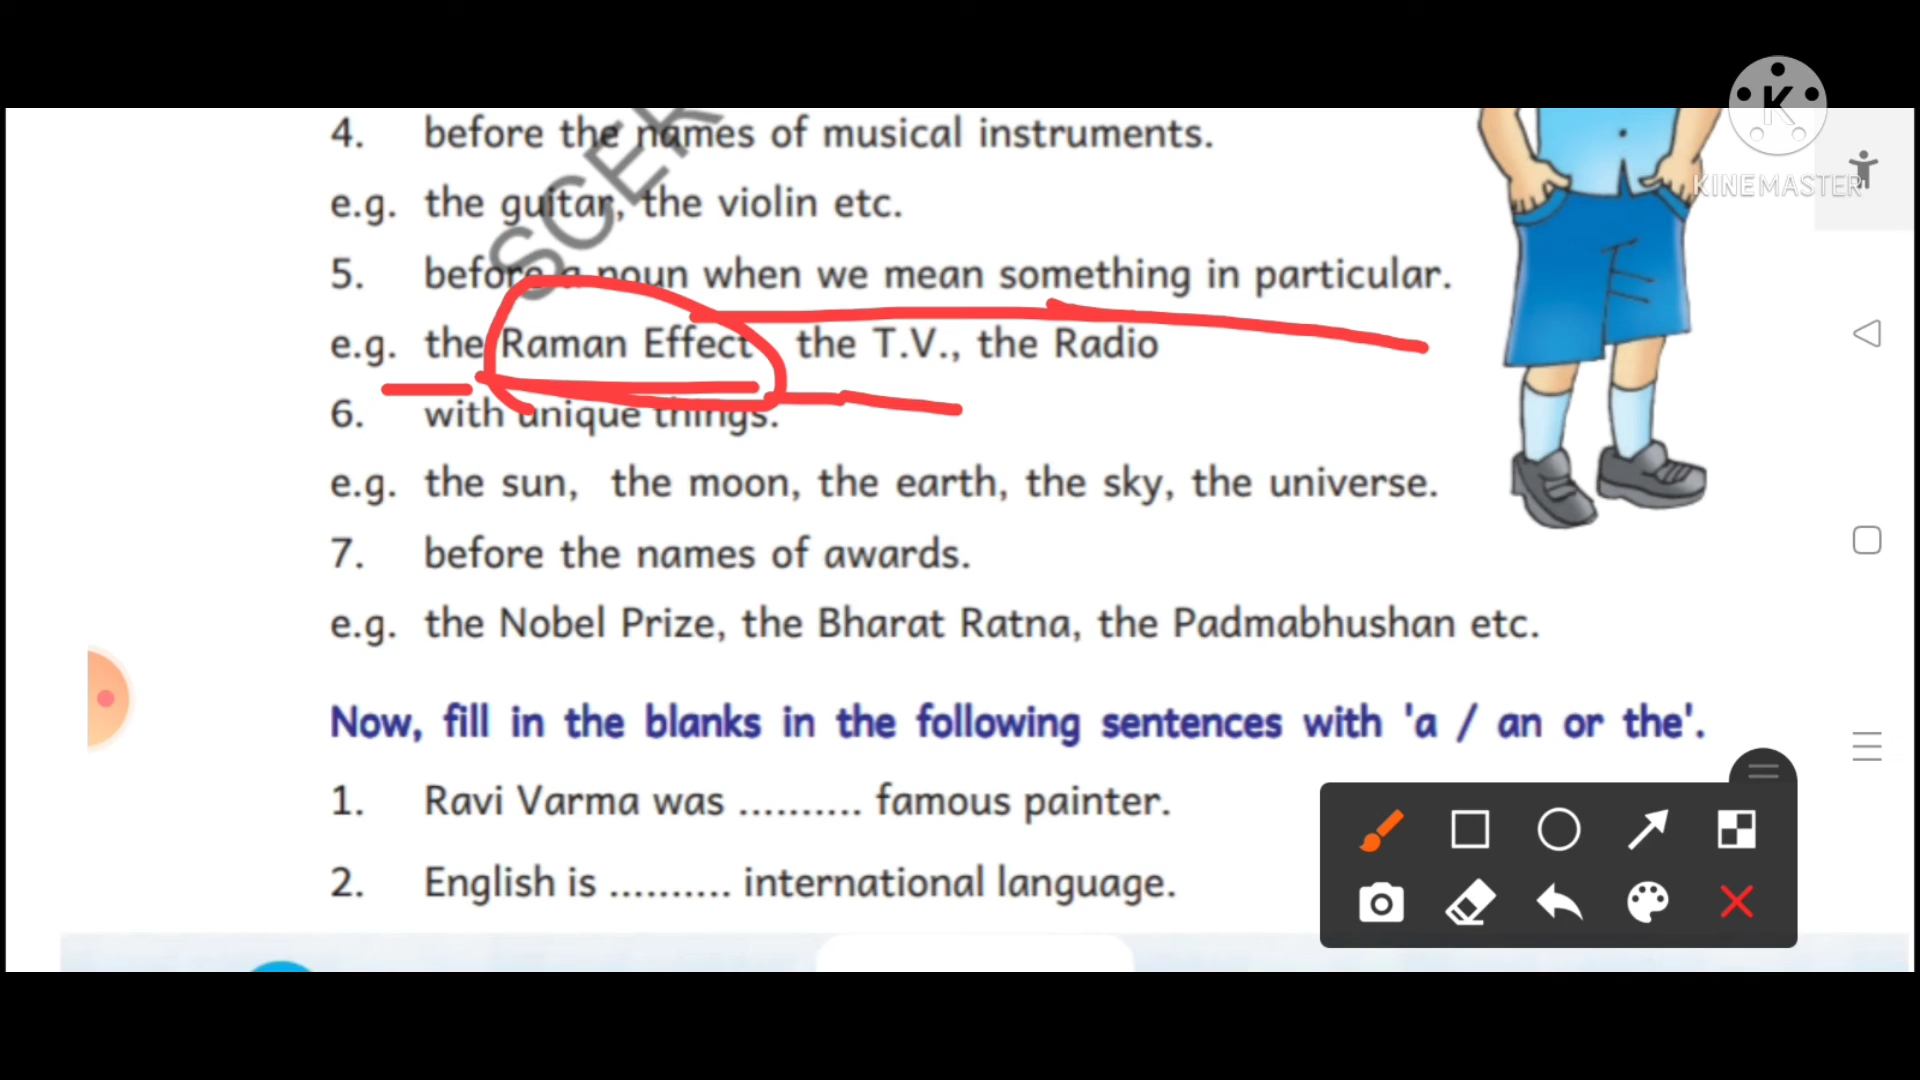 4. before the names of musical instruments.
e.g. the guitar, the violin etc.
5. before a noun when we mean something in particular.
e.g. the Raman Effect the T.V., the Radio
6. with unique things.
e.g. the sun, the moon, the earth, the sky, the universe.
7. before the names of awards.
e.g. the Nobel Prize, the Bharat Ratna, the Padmabhushan etc.
Now, fill in the blanks in the following sentences with 'a / an or the'.
1. Ravi Varma was .......... famous painter.
2. English is .......... international language.
SCER
K
KINEMASTER